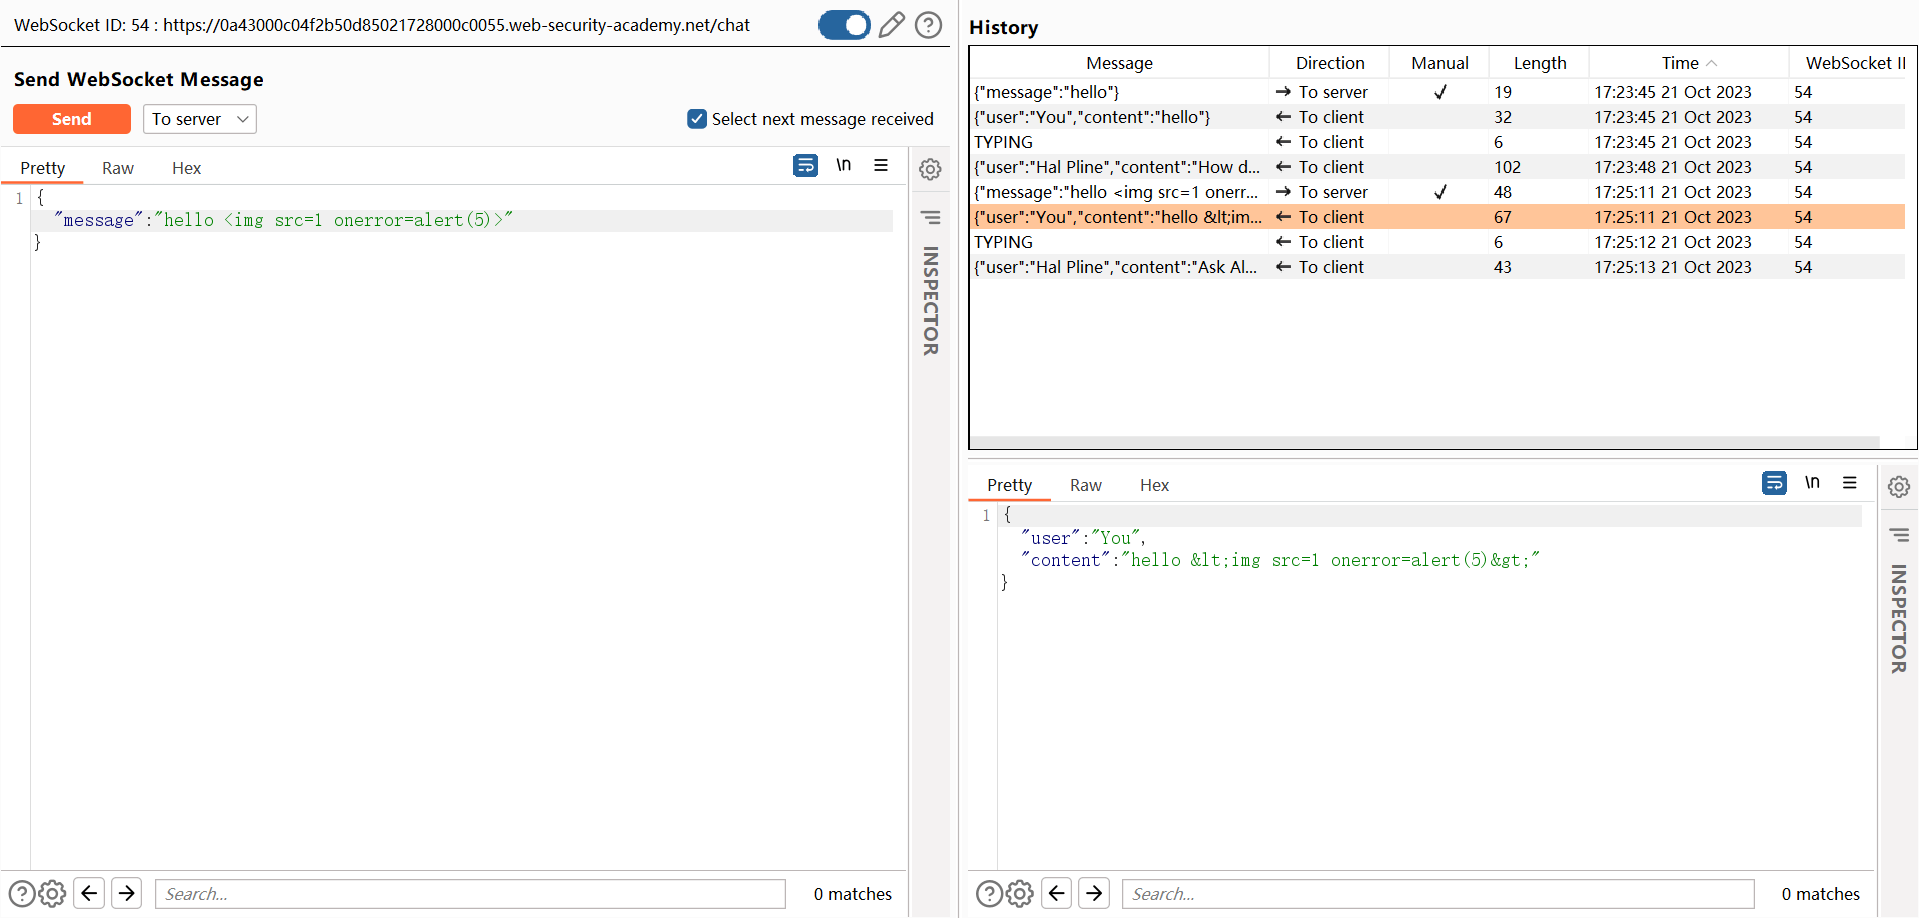 WebSocket ID: 54 : https://0a43000c04f2b50d85021728000c0055.web-security-academy.net/chat
Send WebSocket Message
Send
To server
Select next message received
Pretty Raw Hex
\n
1 {
"message":"hello <img src=1 onerror=alert(5)>"
}
INSPECTOR
Search...
0 matches
History
Message Direction Manual Length Time WebSocket II
{"message":"hello"} → To server ✓ 19 17:23:45 21 Oct 2023 54
{"user":"You","content":"hello"} ← To client 32 17:23:45 21 Oct 2023 54
TYPING ← To client 6 17:23:45 21 Oct 2023 54
{"user":"Hal Pline","content":"How d... ← To client 102 17:23:48 21 Oct 2023 54
{"message":"hello <img src=1 onerr... → To server ✓ 48 17:25:11 21 Oct 2023 54
{"user":"You","content":"hello &lt;im... ← To client 67 17:25:11 21 Oct 2023 54
TYPING ← To client 6 17:25:12 21 Oct 2023 54
{"user":"Hal Pline","content":"Ask Al... ← To client 43 17:25:13 21 Oct 2023 54
Pretty Raw Hex
\n
1 {
"user":"You",
"content":"hello &lt;img src=1 onerror=alert(5)&gt;"
}
INSPECTOR
Search...
0 matches